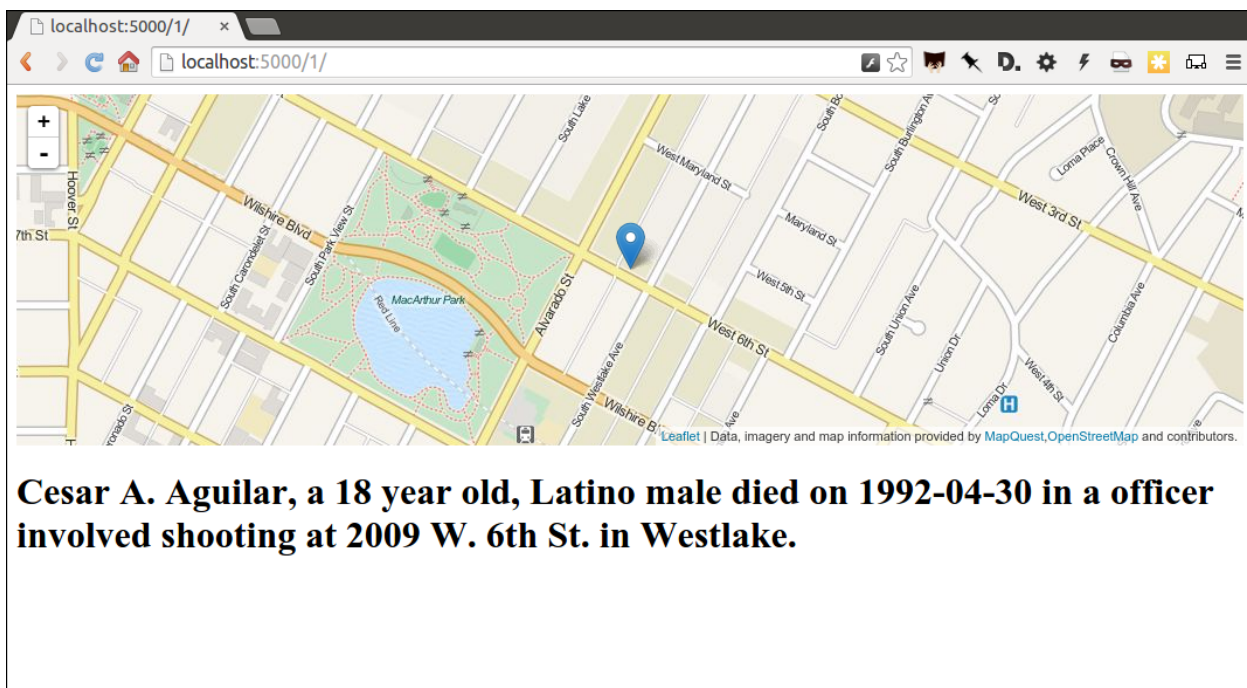 localhost:5000/1/ ×
localhost:5000/1/
D.
+
-
Hoover St
7th St
Wilshire Blvd
South Carondelet St
South Park View St
South Lake
MacArthur Park
Red Line
Alvarado St
West Maryland St
Maryland St
West 5th St
West 6th St
South Westlake Ave
Wilshire B
Ave
South Burlington Av
South Union Ave
Union Dr
Loma Dr
West 4th St
West 3rd St
Loma Place
Crown Hill Ave
Columbia Ave
H
Leaflet | Data, imagery and map information provided by MapQuest,OpenStreetMap and contributors.
Cesar A. Aguilar, a 18 year old, Latino male died on 1992-04-30 in a officer
involved shooting at 2009 W. 6th St. in Westlake.